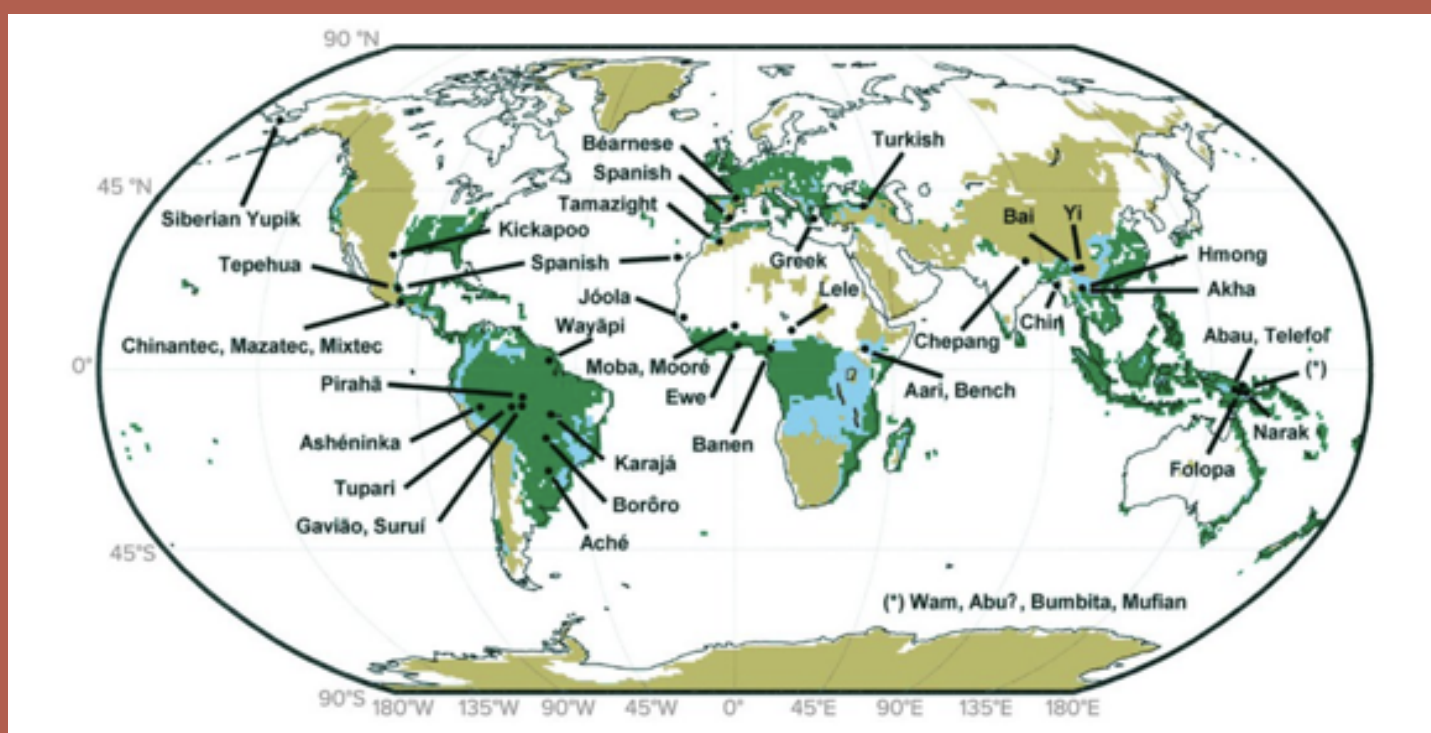 90 °N
Béarnese
Turkish
Spanish
45 °N
Tamazight
Siberian Yupik
Bai
Yi
Kickapoo
Hmong
Tepehua
Spanish
Greek
Akha
Jóola
Lele
Wayãpi
Chin
Chinantec, Mazatec, Mixtec
Chepang
Abau, Telefol
Moba, Mooré
0°
(*)
Pirahã
Aari, Bench
Ewe
Narak
Ashéninka
Banen
Karajá
Folopa
Tupari
Borôro
Gavião, Suruí
Aché
45°S
(*) Wam, Abu?, Bumbita, Mufian
90°S
180°W 135°W 90°W 45°W 0° 45°E 90°E 135°E 180°E